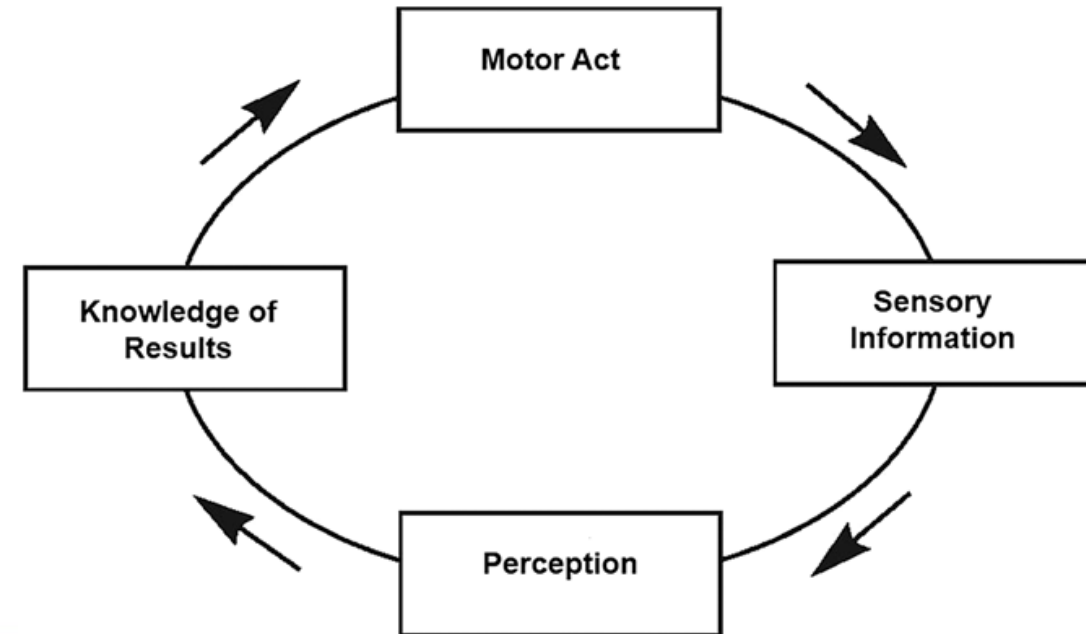 Motor Act
Knowledge of
Results
Sensory
Information
Perception